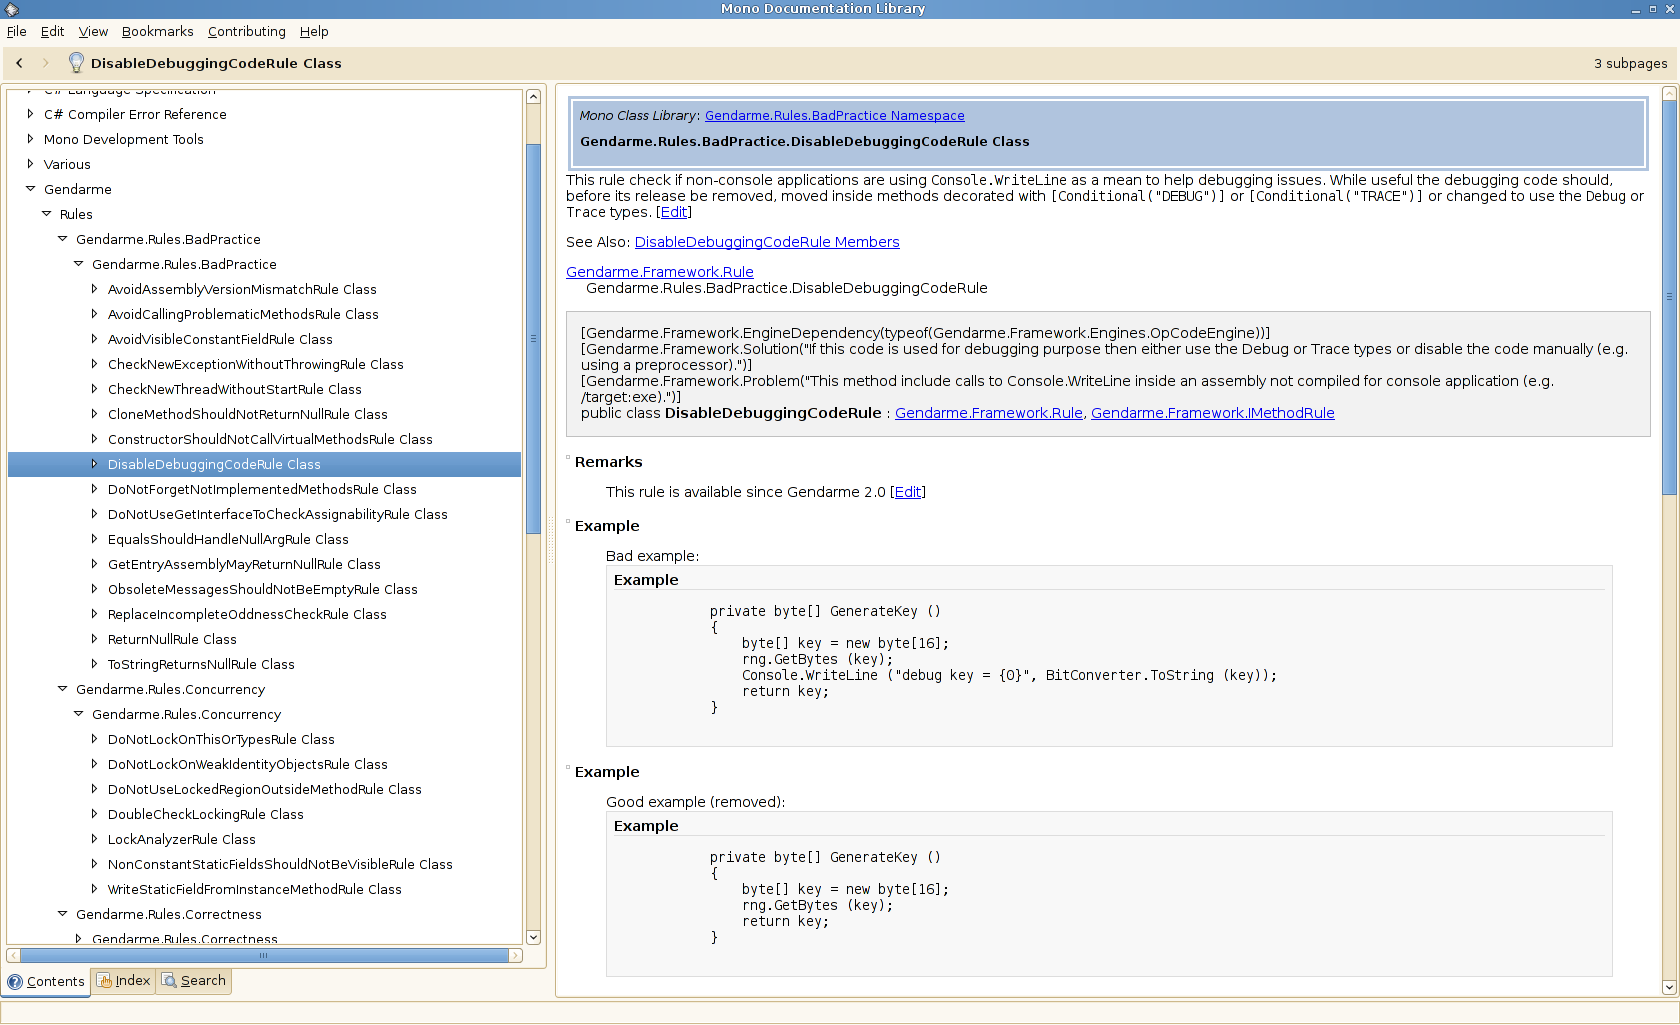 Mono Documentation Library
File Edit View Bookmarks Contributing Help
DisableDebuggingCodeRule Class
3 subpages
C# Language Specification
C# Compiler Error Reference
Mono Development Tools
Various
Gendarme
Rules
Gendarme.Rules.BadPractice
Gendarme.Rules.BadPractice
AvoidAssemblyVersionMismatchRule Class
AvoidCallingProblematicMethodsRule Class
AvoidVisibleConstantFieldRule Class
CheckNewExceptionWithoutThrowingRule Class
CheckNewThreadWithoutStartRule Class
CloneMethodShouldNotReturnNullRule Class
ConstructorShouldNotCallVirtualMethodsRule Class
DisableDebuggingCodeRule Class
DoNotForgetNotImplementedMethodsRule Class
DoNotUseGetInterfaceToCheckAssignabilityRule Class
EqualsShouldHandleNullArgRule Class
GetEntryAssemblyMayReturnNullRule Class
ObsoleteMessagesShouldNotBeEmptyRule Class
ReplaceIncompleteOddnessCheckRule Class
ReturnNullRule Class
ToStringReturnsNullRule Class
Gendarme.Rules.Concurrency
Gendarme.Rules.Concurrency
DoNotLockOnThisOrTypesRule Class
DoNotLockOnWeakIdentityObjectsRule Class
DoNotUseLockedRegionOutsideMethodRule Class
DoubleCheckLockingRule Class
LockAnalyzerRule Class
NonConstantStaticFieldsShouldNotBeVisibleRule Class
WriteStaticFieldFromInstanceMethodRule Class
Gendarme.Rules.Correctness
Gendarme.Rules.Correctness
Contents Index Search
Mono Class Library: Gendarme.Rules.BadPractice Namespace
Gendarme.Rules.BadPractice.DisableDebuggingCodeRule Class
This rule check if non-console applications are using Console.WriteLine as a mean to help debugging issues. While useful the debugging code should,
before its release be removed, moved inside methods decorated with [Conditional("DEBUG")] or [Conditional("TRACE")] or changed to use the Debug or
Trace types. [Edit]
See Also: DisableDebuggingCodeRule Members
Gendarme.Framework.Rule
Gendarme.Rules.BadPractice.DisableDebuggingCodeRule
[Gendarme.Framework.EngineDependency(typeof(Gendarme.Framework.Engines.OpCodeEngine))]
[Gendarme.Framework.Solution("If this code is used for debugging purpose then either use the Debug or Trace types or disable the code manually (e.g.
using a preprocessor).")]
[Gendarme.Framework.Problem("This method include calls to Console.WriteLine inside an assembly not compiled for console application (e.g.
/target:exe).")]
public class DisableDebuggingCodeRule : Gendarme.Framework.Rule, Gendarme.Framework.IMethodRule
Remarks
This rule is available since Gendarme 2.0 [Edit]
Example
Bad example:
Example
private byte[] GenerateKey ()
{
byte[] key = new byte[16];
rng.GetBytes (key);
Console.WriteLine ("debug key = {0}", BitConverter.ToString (key));
return key;
}
Example
Good example (removed):
Example
private byte[] GenerateKey ()
{
byte[] key = new byte[16];
rng.GetBytes (key);
return key;
}